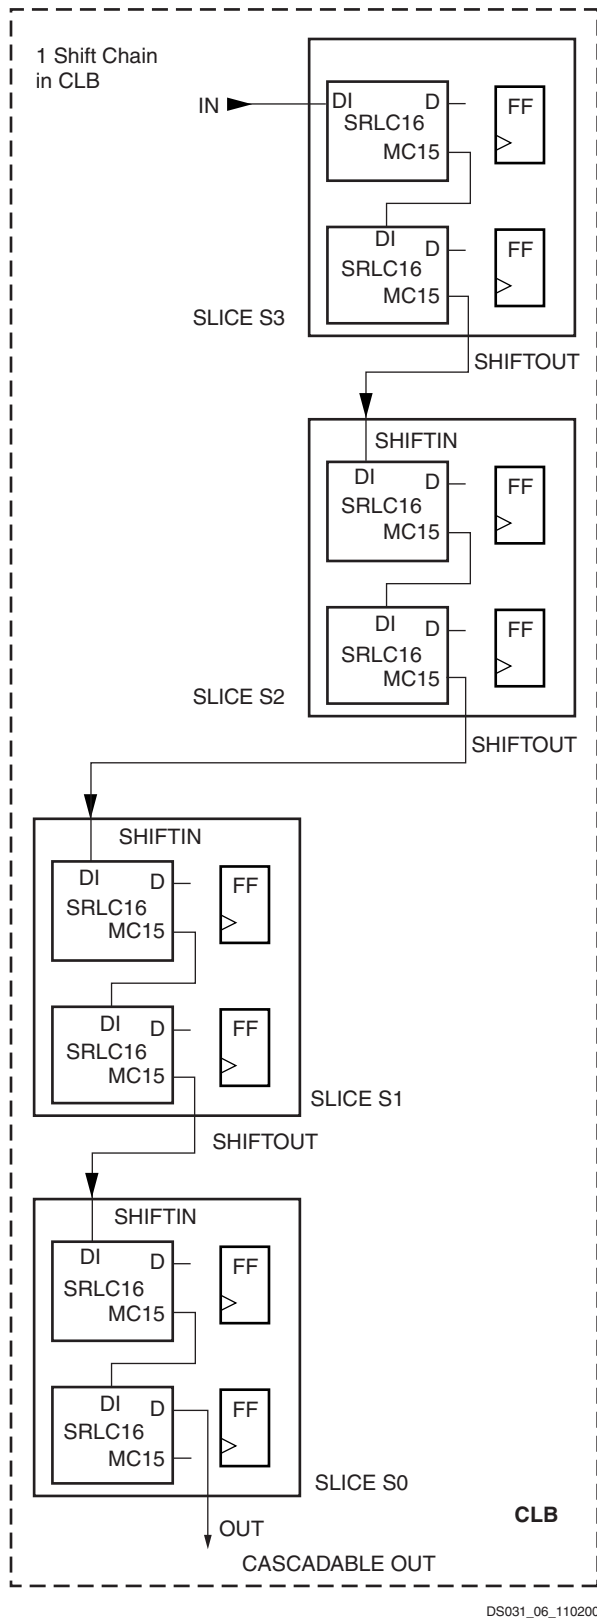 1 Shift Chain
in CLB
IN
DI
D
SRLC16
MC15
FF
DI
D
SRLC16
MC15
FF
SLICE S3
SHIFTOUT
SHIFTIN
DI
D
SRLC16
MC15
FF
DI
D
SRLC16
MC15
FF
SLICE S2
SHIFTOUT
SHIFTIN
DI
D
SRLC16
MC15
FF
DI
D
SRLC16
MC15
FF
SLICE S1
SHIFTOUT
SHIFTIN
DI
D
SRLC16
MC15
FF
DI
D
SRLC16
MC15
FF
SLICE S0
OUT
CLB
CASCADABLE OUT
DS031_06_110200